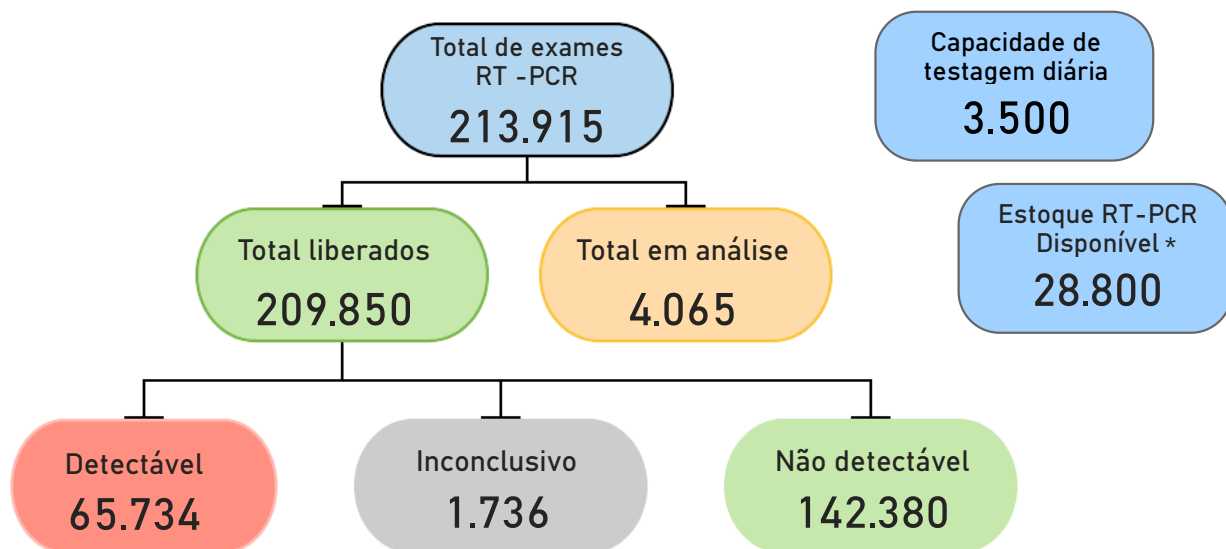 Total de exames
RT -PCR
213.915
Capacidade de
testagem diária
3.500
Estoque RT-PCR
Disponível *
28.800
Total liberados
209.850
Total em análise
4.065
Detectável
65.734
Inconclusivo
1.736
Não detectável
142.380